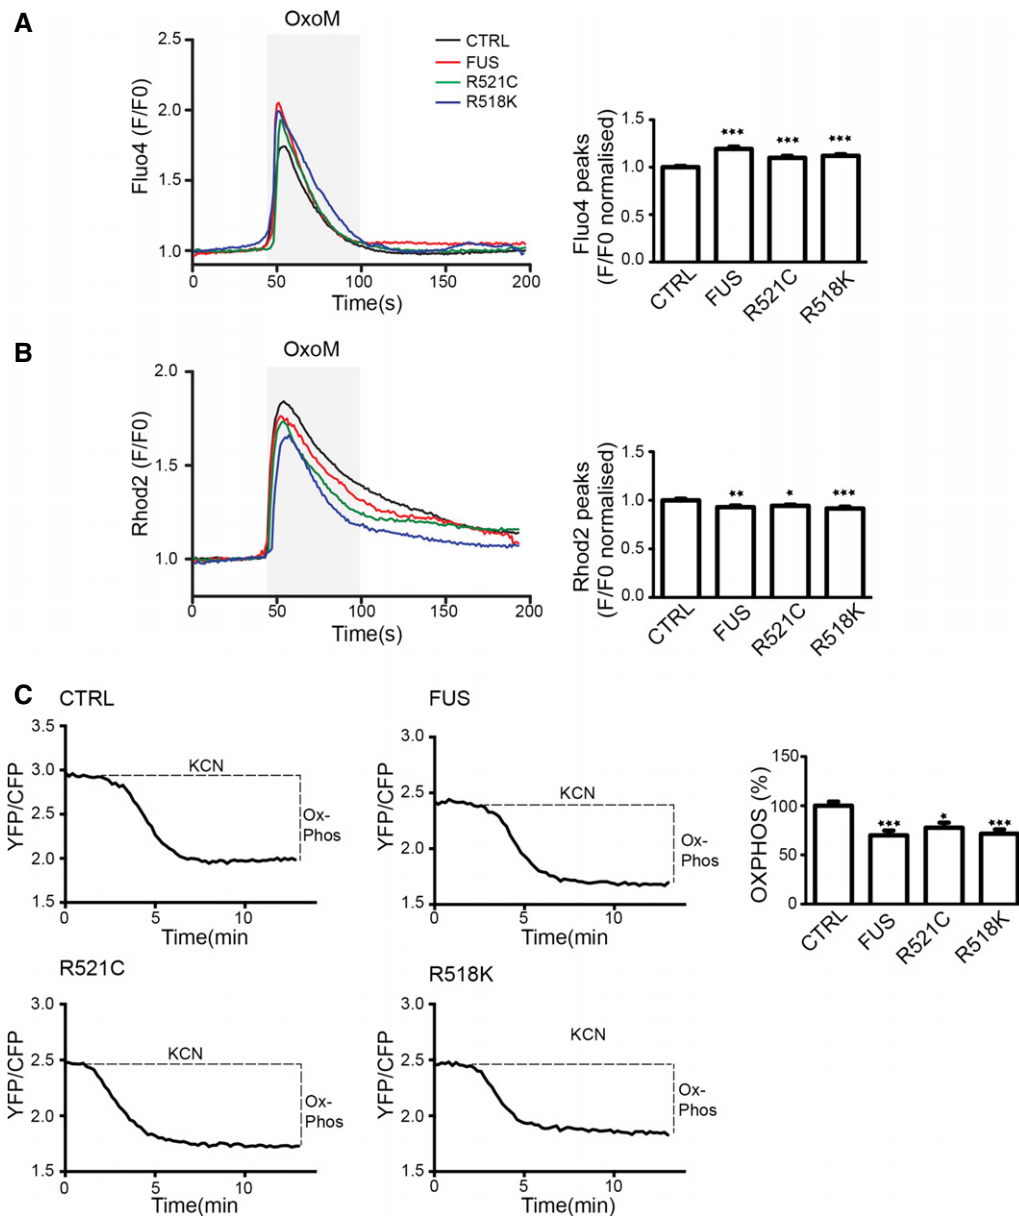 A
OxoM
CTRL
FUS
R521C
R518K
Fluo4 (F/F0)
2.5
2.0
1.5
1.0
0
50
100
150
200
Time(s)
Fluo4 peaks
(F/F0 normalised)
1.5
1.0
0.5
0.0
***
***
***
CTRL
FUS
R521C
R518K
B
OxoM
Rhod2 (F/F0)
2.0
1.5
1.0
0
50
100
150
200
Time(s)
Rhod2 peaks
(F/F0 normalised)
1.5
1.0
0.5
0.0
**
*
***
CTRL
FUS
R521C
R518K
C
CTRL
YFP/CFP
3.5
3.0
2.5
2.0
1.5
KCN
Ox-
Phos
0
5
10
Time(min
FUS
YFP/CFP
3.0
2.5
2.0
1.5
KCN
Ox-
Phos
0
5
10
Time(min
OXPHOS (%)
150
100
50
0
***
*
***
CTRL
FUS
R521C
R518K
R521C
YFP/CFP
3.0
2.5
2.0
1.5
KCN
Ox-
Phos
0
5
10
Time(min
R518K
YFP/CFP
3.0
2.5
2.0
1.5
KCN
Ox-
Phos
0
5
10
Time(min